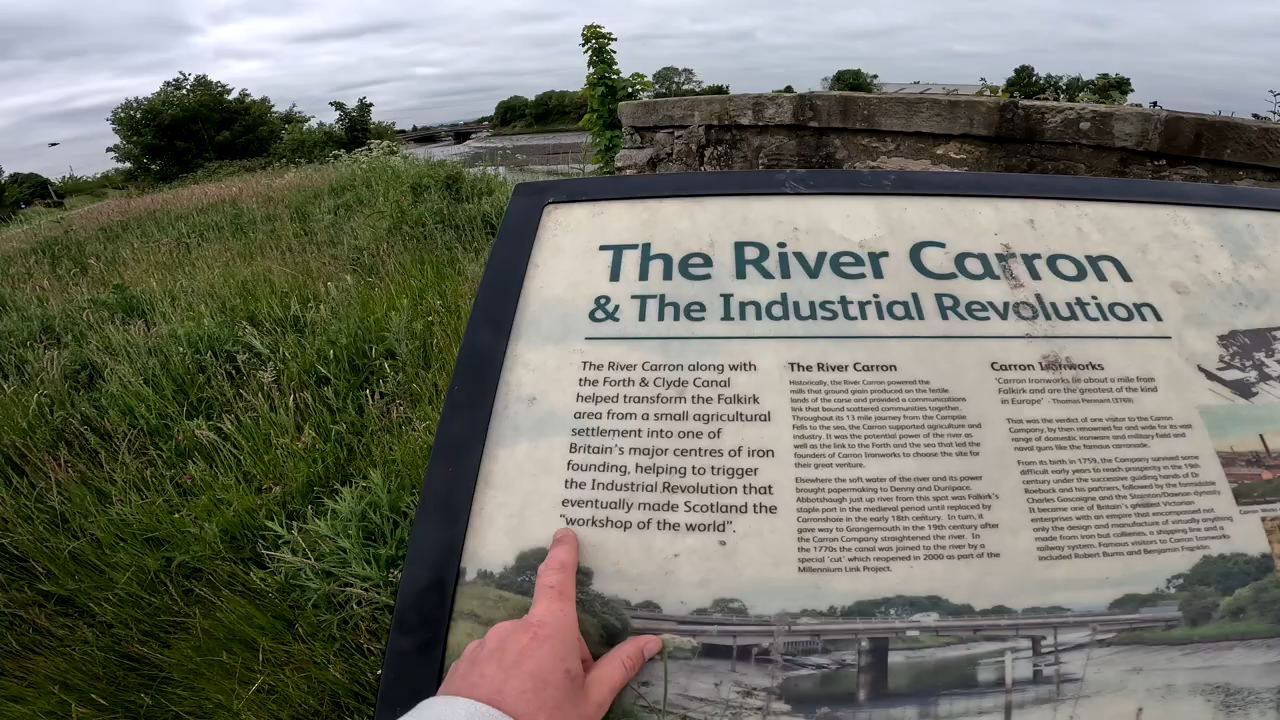 The River Carron
& The Industrial Revolution
The River Carron along with
the Forth & Clyde Canal
helped transform the Falkirk
area from a small agricultural
settlement into one of
Britain's major centres of iron
founding, helping to trigger
the Industrial Revolution that
eventually made Scotland the
"workshop of the world".
The River Carron
Historically, the River Carron powered the
mills that ground grain produced on the fertile
lands of the carse and provided a communications
link that bound scattered communities together.
Throughout its 13 mile journey from the Campsie
Fells to the sea, the Carron supported agriculture and
industry. It was the potential power of the river as
well as the link to the Forth and the sea that led the
founders of Carron Ironworks to choose the site for
their great venture.
Elsewhere the soft water of the river and its power
brought papermaking to Denny and Dunipace.
Abbotshaugh just up river from this spot was Falkirk's
staple port in the medieval period until replaced by
Carronshore in the early 18th century. In turn, it
gave way to Grangemouth in the 19th century after
the Carron Company straightened the river. In
the 1770s the canal was joined to the river by a
special 'cut' which reopened in 2000 as part of the
Millennium Link Project.
Carron Ironworks
'Carron Ironworks lie about a mile from
Falkirk and are the greatest of the kind
in Europe' - Thomas Pennant (1769)
That was the verdict of one visitor to the Carron
Company, by then renowned far and wide for its vast
range of domestic ironware and military field and
naval guns like the famous carronade.
From its birth in 1759, the Company survived some
difficult early years to reach prosperity in the 19th
century under the successive guiding hands of Dr
Roebuck and his partners, followed by the formidable
Charles Gascoigne and the Stainton/Dawson dynasty.
It became one of Britain's greatest Victorian
enterprises with an empire that encompassed not
only the design and manufacture of virtually anything
made from iron but collieries, a shipping line and a
railway system. Famous visitors to Carron Ironworks
included Robert Burns and Benjamin Franklin.